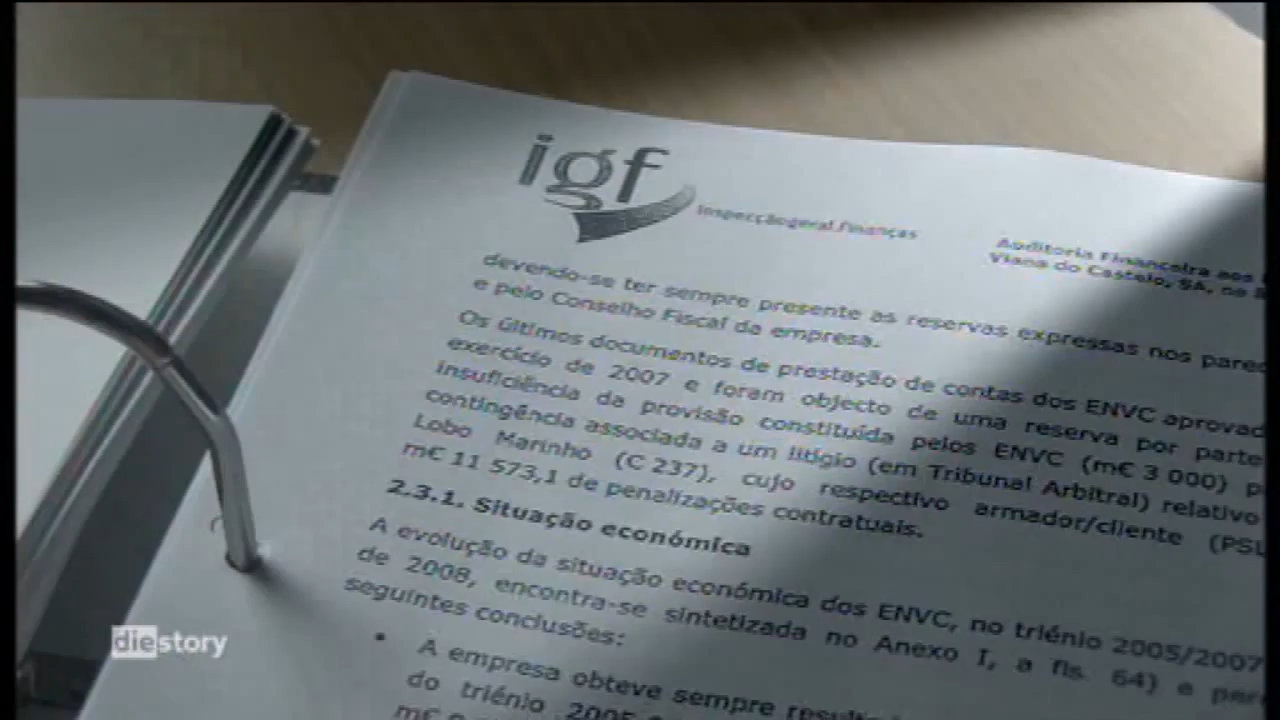 igf
Inspecçãogeral.Finanças
Auditoria Financeira aos
Viana do Castelo, SA, no
devendo-se ter sempre presente as reservas expressas nos
e pelo Conselho Fiscal da empresa.
Os últimos documentos de prestação de contas dos ENVC
exercício de 2007 e foram objecto de uma reserva por parte
insuficiência da provisão constituída pelos ENVC (m€ 3 000)
contingência associada a um litígio (em Tribunal Arbitral) relativo
Lobo Marinho (C 237), cujo respectivo armador/cliente (PSL
m€ 11 573,1 de penalizações contratuais.
2.3.1. Situação económica
A evolução da situação económica dos ENVC, no triénio 2005/2007
de 2008, encontra-se sintetizada no Anexo I, a fls. 64) e
seguintes conclusões:
• A empresa obteve sempre
do triénio 2005
m€
diestory